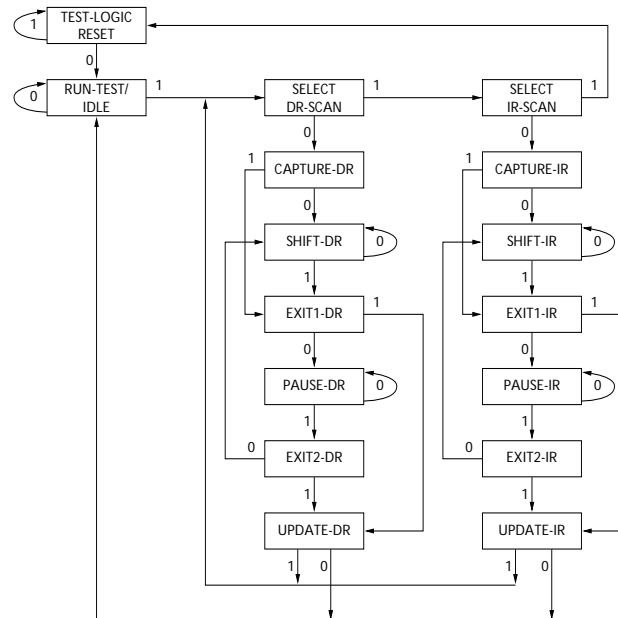 TEST-LOGIC
RESET
1
0
RUN-TEST/
IDLE
0
1
SELECT
DR-SCAN
1
SELECT
IR-SCAN
1
0
0
1
CAPTURE-DR
1
CAPTURE-IR
0
0
SHIFT-DR
0
SHIFT-IR
0
1
1
EXIT1-DR
1
EXIT1-IR
1
0
0
PAUSE-DR
0
PAUSE-IR
0
1
1
0
EXIT2-DR
0
EXIT2-IR
1
1
UPDATE-DR
UPDATE-IR
1
0
1
0